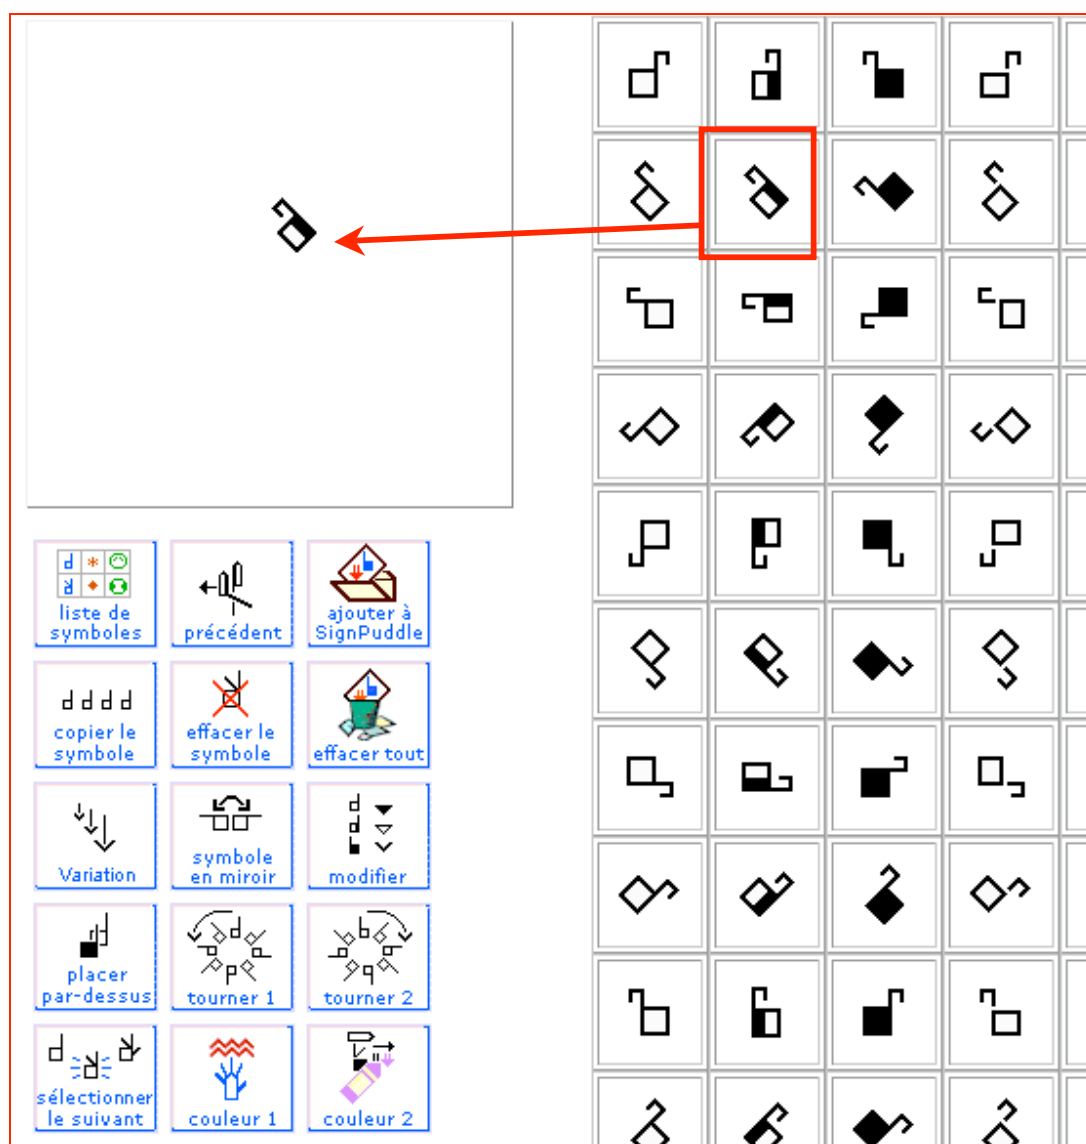 liste de
symboles
précédent
ajouter à
SignPuddle
copier le
symbole
effacer le
symbole
effacer tout
Variation
symbole
en miroir
modifier
placer
par-dessus
tourner 1
tourner 2
sélectionner
le suivant
couleur 1
couleur 2